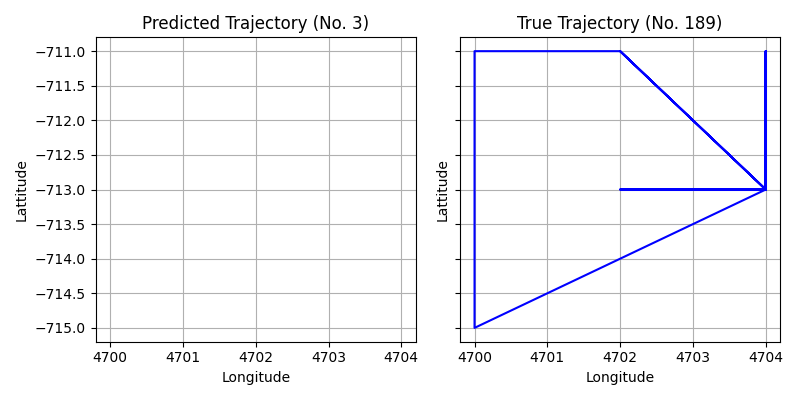 Predicted Trajectory (No. 3)
True Trajectory (No. 189)
−711.0
−711.5
−712.0
−712.5
−713.0
−713.5
−714.0
−714.5
−715.0
Lattitude
Lattitude
4700 4701 4702 4703 4704
4700 4701 4702 4703 4704
Longitude
Longitude